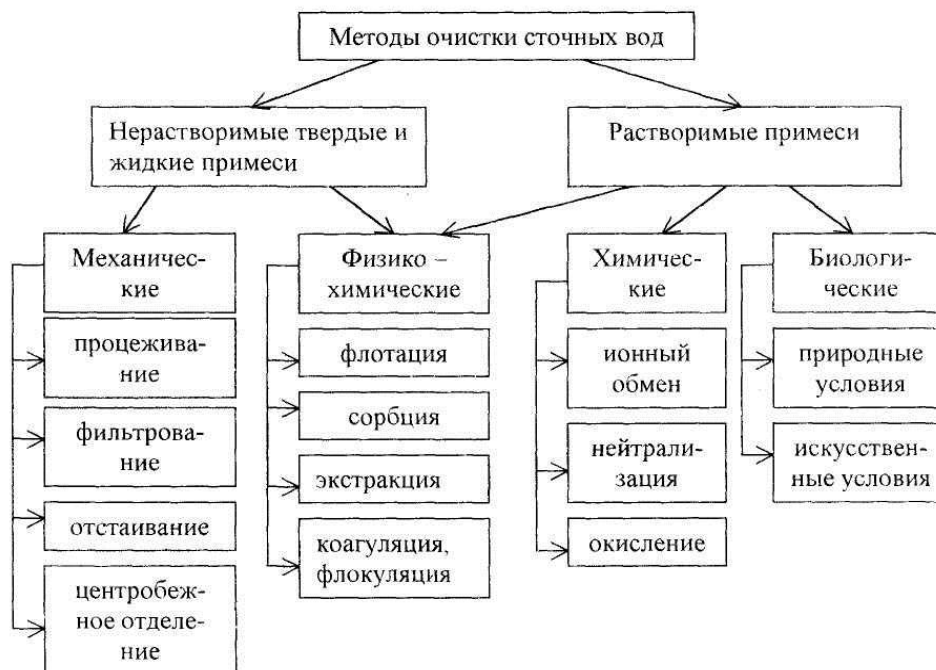 Методы очистки сточных вод
Нерастворимые твердые и
жидкие примеси
Растворимые примеси
Механичес-
кие
процежива-
ние
фильтрова-
ние
отстаивание
центробеж-
ное отделе-
ние
Физико –
химические
флотация
сорбция
экстракция
коагуляция,
флокуляция
Химичес-
кие
ионный
обмен
нейтрали-
зация
окисление
Биологи-
ческие
природные
условия
искусствен-
ные условия